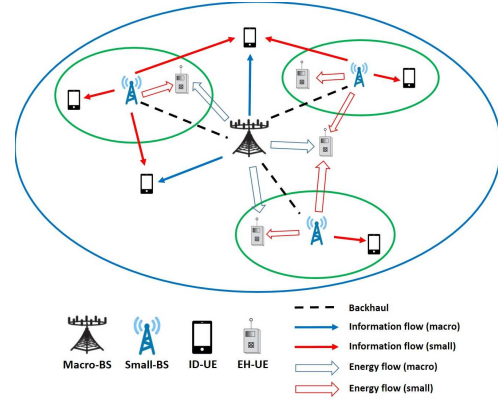 Backhaul
Information flow (macro)
Information flow (small)
Energy flow (macro)
Energy flow (small)
Macro-BS Small-BS ID-UE EH-UE